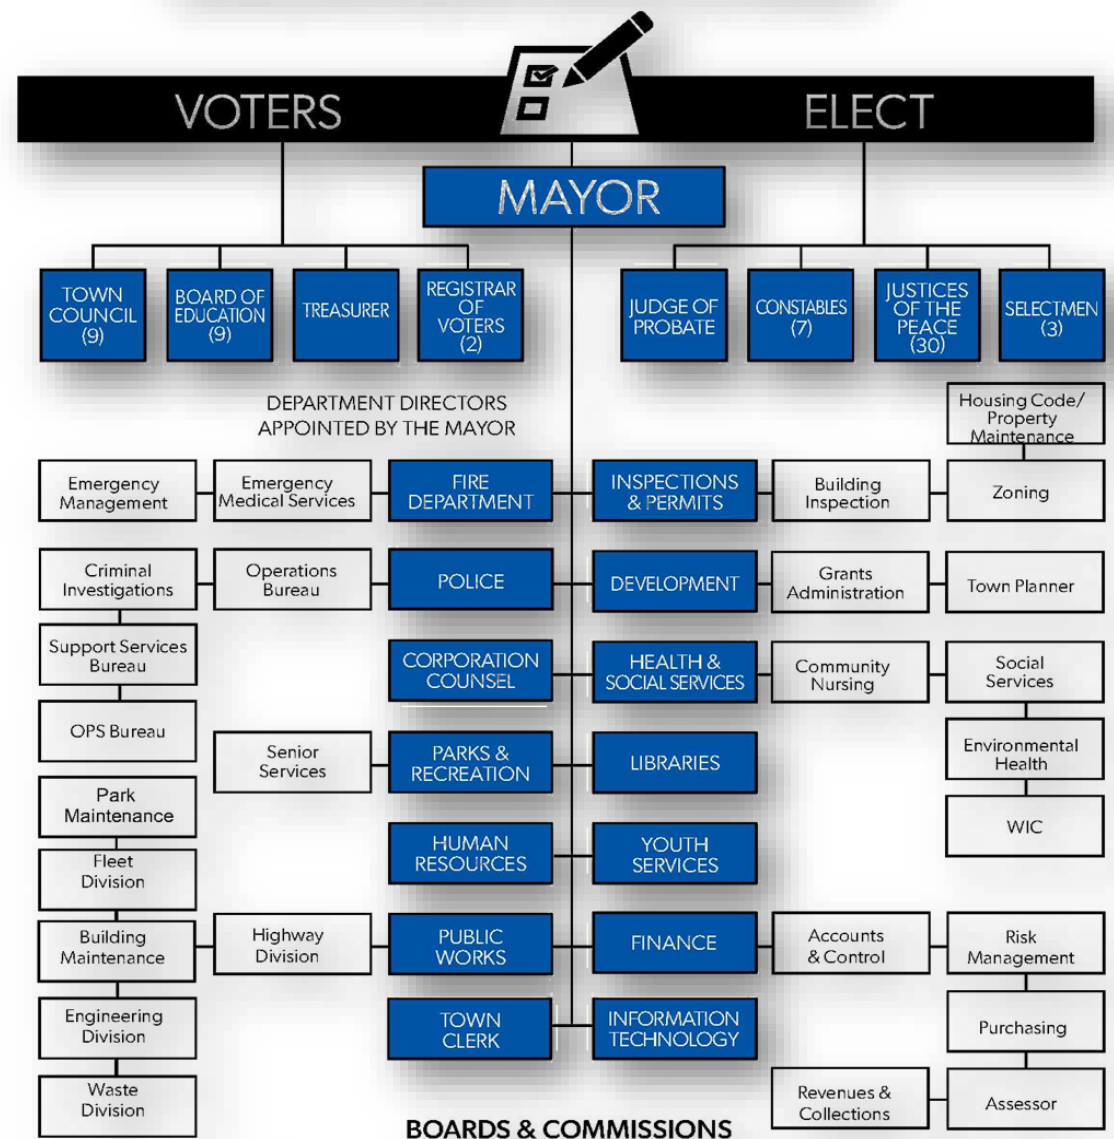 VOTERS ELECT
MAYOR
TOWN
COUNCIL
(9)
BOARD OF
EDUCATION
(9)
TREASURER
REGISTRAR
OF
VOTERS
(2)
JUDGE OF
PROBATE
CONSTABLES
(7)
JUSTICES
OF THE
PEACE
(30)
SELECTMEN
(3)
DEPARTMENT DIRECTORS
APPOINTED BY THE MAYOR
Housing Code/
Property
Maintenance
Emergency
Management
Emergency
Medical Services
FIRE
DEPARTMENT
INSPECTIONS
& PERMITS
Building
Inspection
Zoning
Criminal
Investigations
Operations
Bureau
POLICE
DEVELOPMENT
Grants
Administration
Town Planner
Support Services
Bureau
CORPORATION
COUNSEL
HEALTH &
SOCIAL SERVICES
Community
Nursing
Social
Services
OPS Bureau
Senior
Services
PARKS &
RECREATION
LIBRARIES
Environmental
Health
Park
Maintenance
WIC
Fleet
Division
HUMAN
RESOURCES
YOUTH
SERVICES
Building
Maintenance
Highway
Division
PUBLIC
WORKS
FINANCE
Accounts
& Control
Risk
Management
Engineering
Division
TOWN
CLERK
INFORMATION
TECHNOLOGY
Purchasing
Waste
Division
Revenues &
Collections
Assessor
BOARDS & COMMISSIONS